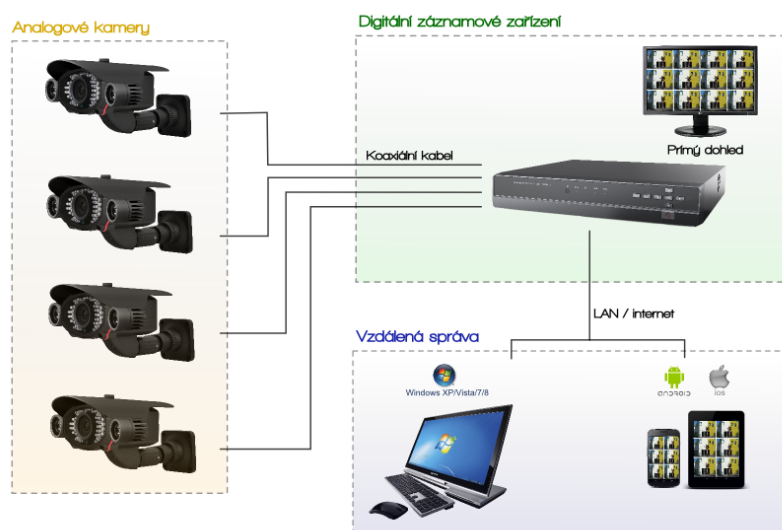 Analogové kamery
Digitální záznamové zařízení
Přímý dohled
Koaxiální kabel
LAN / internet
Vzdálená správa
Windows XP/Vista/7/8
ANDROID
ios